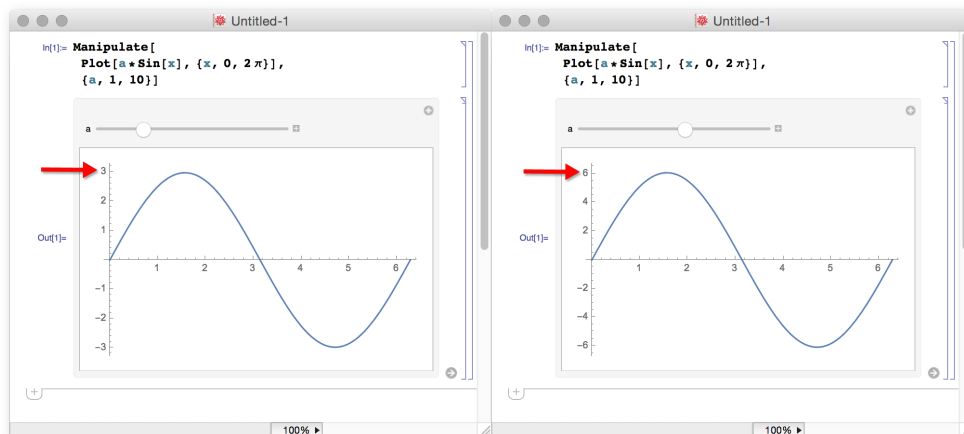 Untitled-1
In[1]:= Manipulate[
Plot[a * Sin[x], {x, 0, 2 π}],
{a, 1, 10}]
a
3
2
1
Out[1]=
1 2 3 4 5 6
-1
-2
-3
100%
Untitled-1
In[1]:= Manipulate[
Plot[a * Sin[x], {x, 0, 2 π}],
{a, 1, 10}]
a
6
4
2
Out[1]=
1 2 3 4 5 6
-2
-4
-6
100%